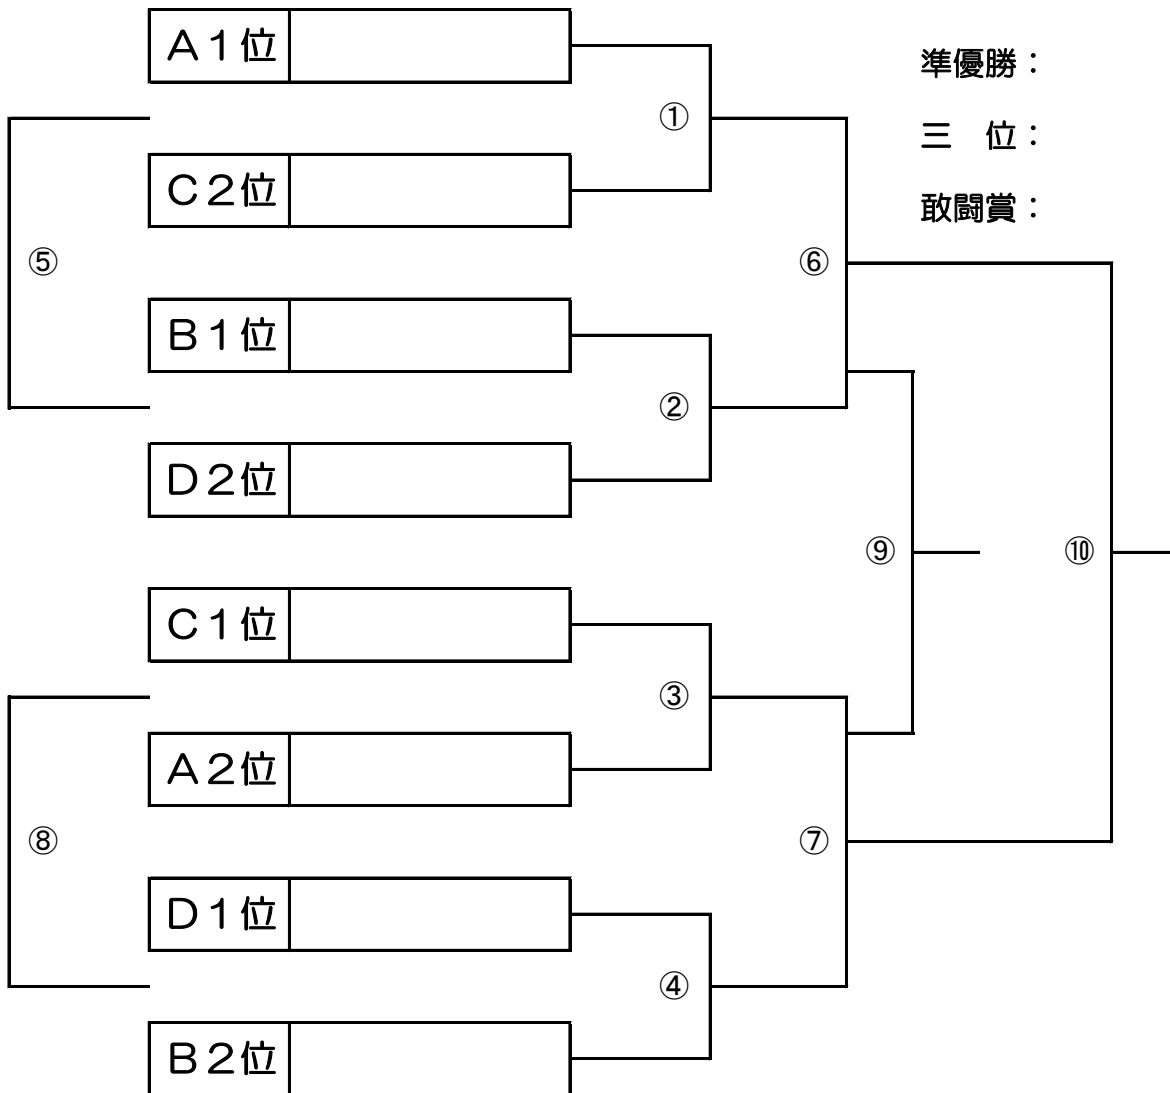 A1位
準優勝：
①
三　位：
C2位
敢闘賞：
⑤
⑥
B1位
②
D2位
⑨
⑩
C1位
③
A2位
⑧
⑦
D1位
④
B2位